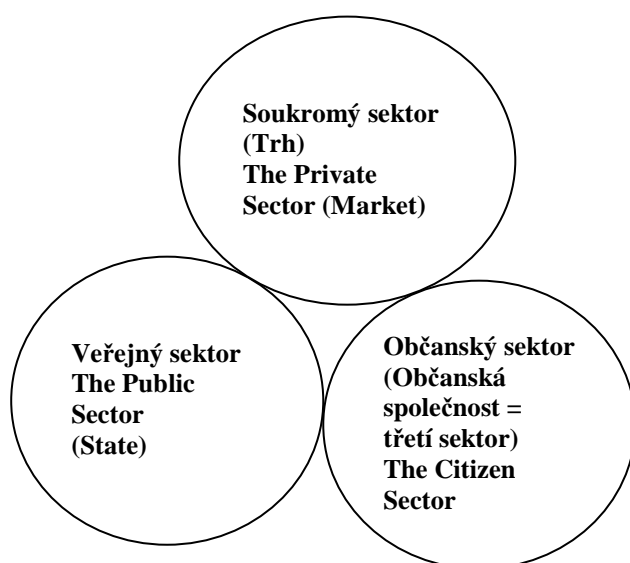 Soukromý sektor
(Trh)
The Private
Sector (Market)
Veřejný sektor
The Public
Sector
(State)
Občanský sektor
(Občanská
společnost =
třetí sektor)
The Citizen
Sector